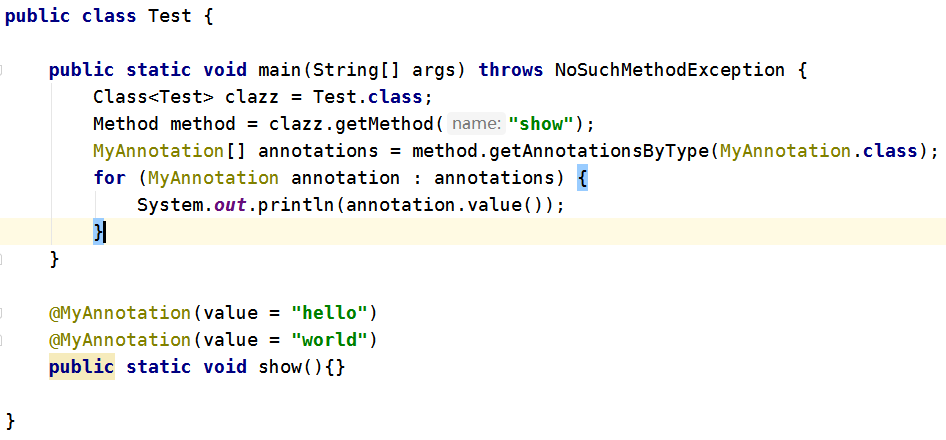 public class Test {
public static void main(String[] args) throws NoSuchMethodException {
Class<Test> clazz = Test.class;
Method method = clazz.getMethod( name: "show");
MyAnnotation[] annotations = method.getAnnotationsByType(MyAnnotation.class);
for (MyAnnotation annotation : annotations) {
System.out.println(annotation.value());
}
}
@MyAnnotation(value = "hello")
@MyAnnotation(value = "world")
public static void show(){}
}